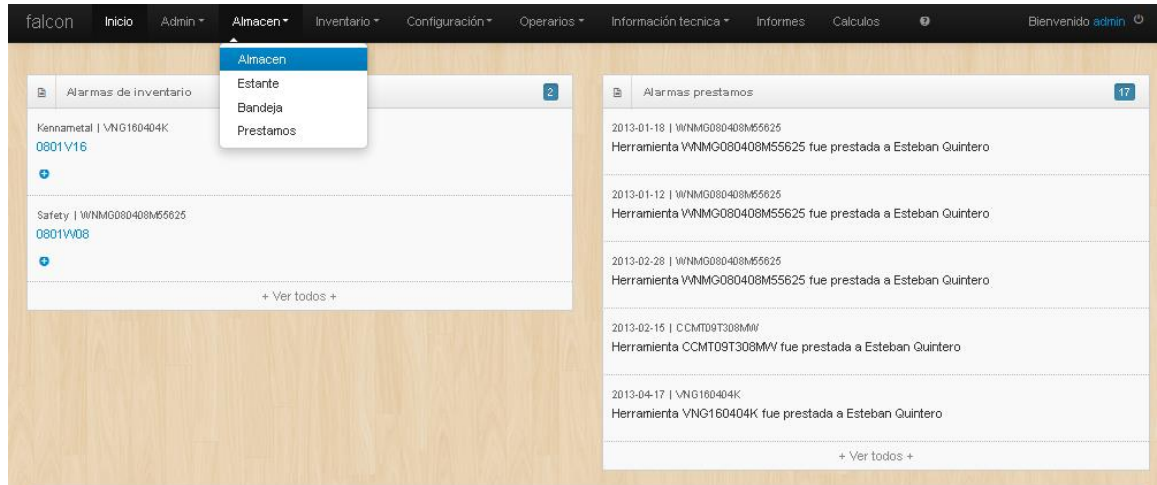 falcon Inicio Admin Almacen Inventario Configuración Operarios Información tecnica Informes Calculos Bienvenido admin
Almacen
Estante
Bandeja
Prestamos
Alarmas de inventario 2
Kennametal | VNG160404K
0801V16
Safety | WNMG080408M55625
0801W08
+ Ver todos +
Alarmas prestamos 17
2013-01-18 | WNMG080408M55625
Herramienta WNMG080408M55625 fue prestada a Esteban Quintero
2013-01-12 | WNMG080408M55625
Herramienta WNMG080408M55625 fue prestada a Esteban Quintero
2013-02-28 | WNMG080408M55625
Herramienta WNMG080408M55625 fue prestada a Esteban Quintero
2013-02-15 | CCMT09T308MW
Herramienta CCMT09T308MW fue prestada a Esteban Quintero
2013-04-17 | VNG160404K
Herramienta VNG160404K fue prestada a Esteban Quintero
+ Ver todos +